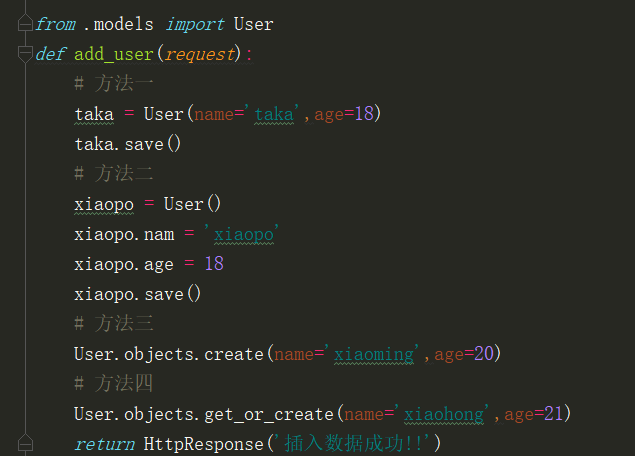 from .models import User
def add_user(request):
# 方法一
taka = User(name='taka',age=18)
taka.save()
# 方法二
xiaopo = User()
xiaopo.nam = 'xiaopo'
xiaopo.age = 18
xiaopo.save()
# 方法三
User.objects.create(name='xiaoming',age=20)
# 方法四
User.objects.get_or_create(name='xiaohong',age=21)
return HttpResponse('插入数据成功!!')